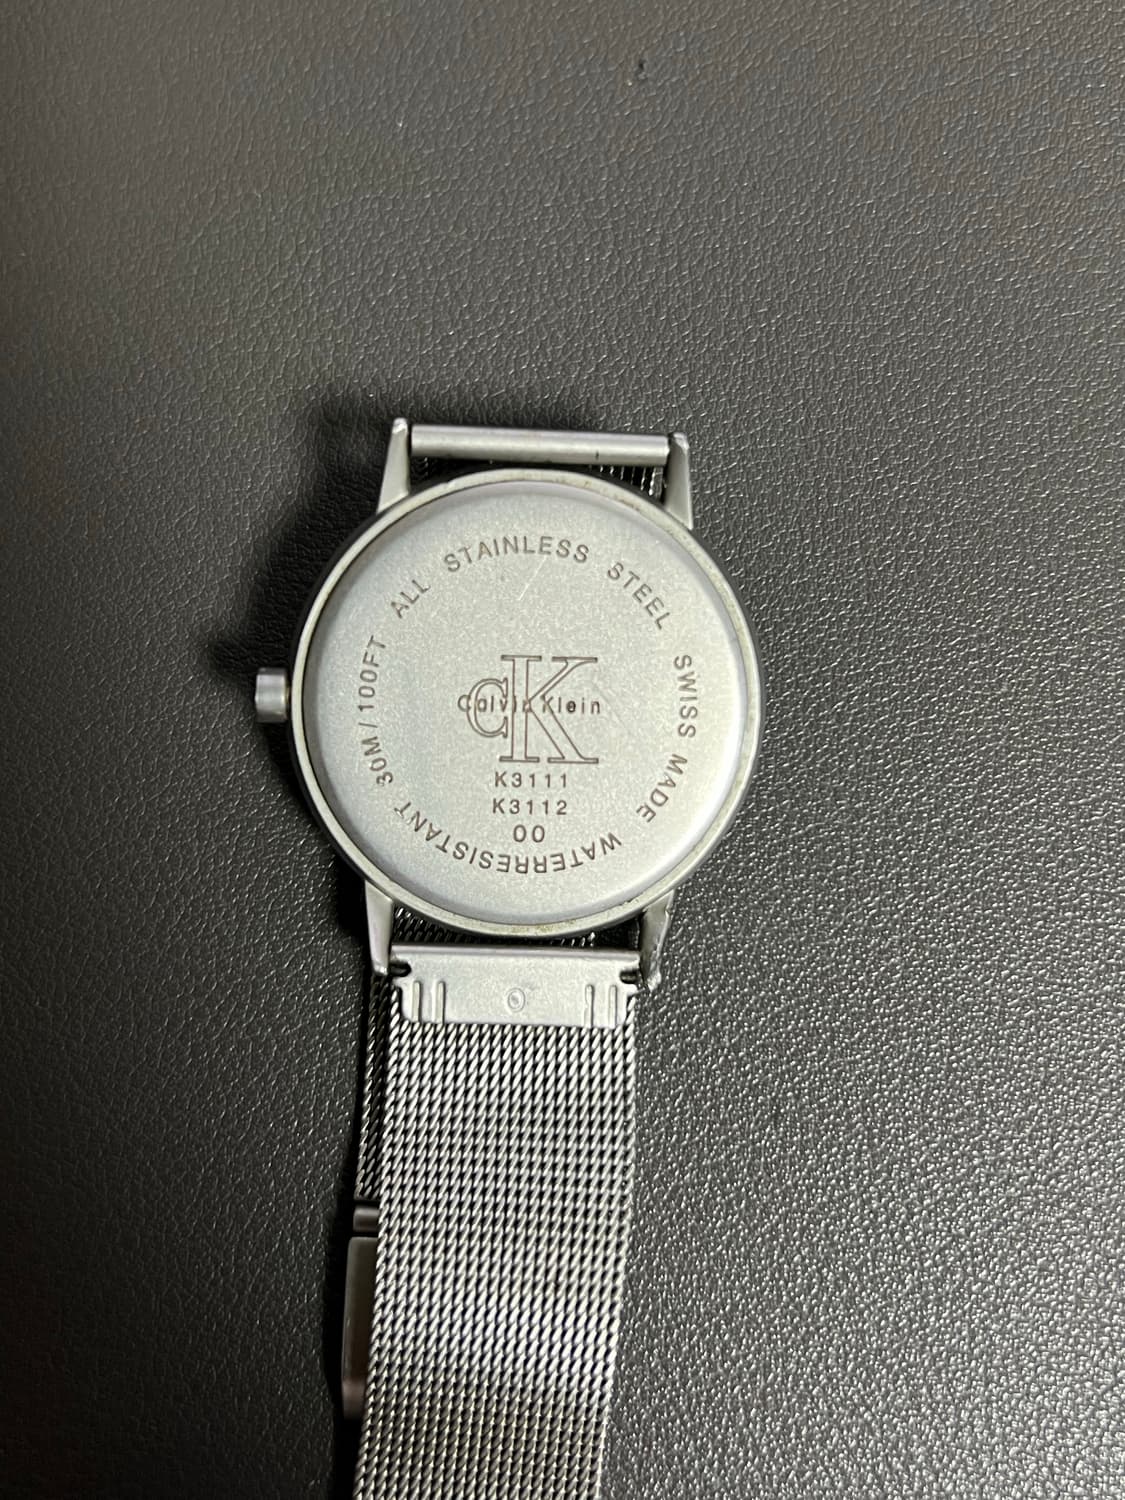 ALL STAINLESS STEEL SWISS MADE WATERRESISTANT 30M / 100FT
cK
Calvin Klein
K3111
K3112
00